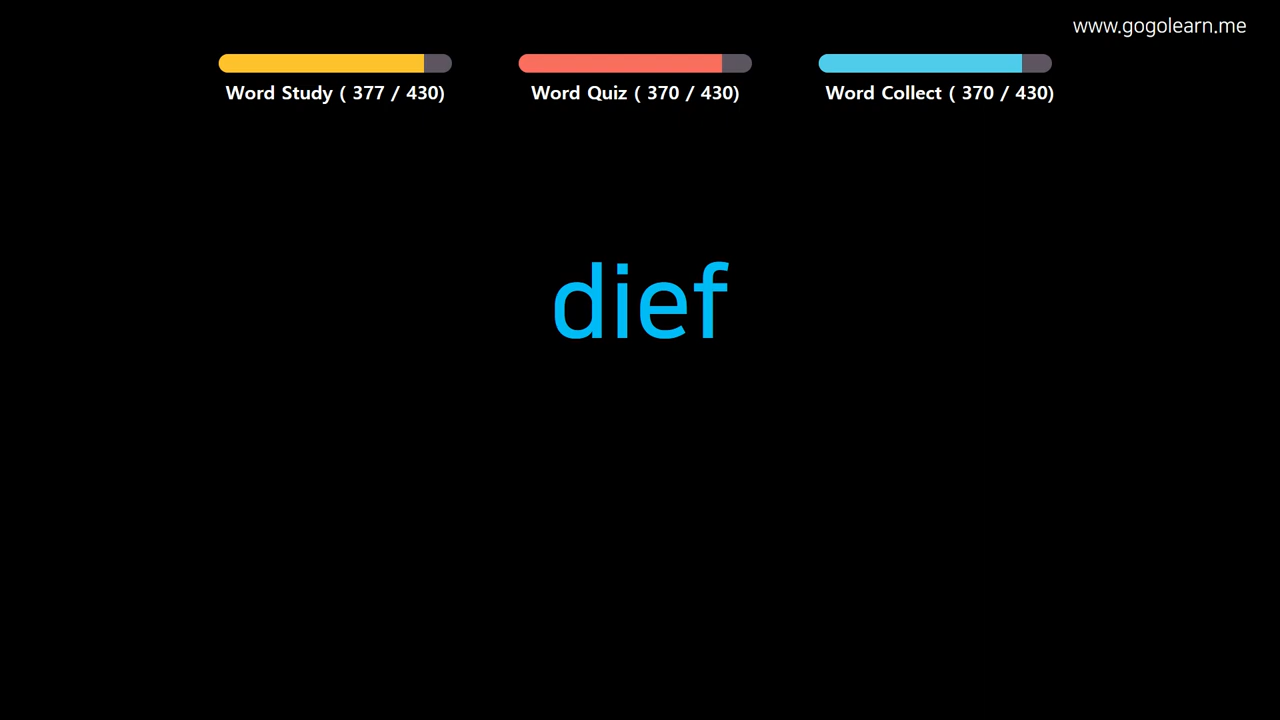 www.gogolearn.me
Word Study ( 377 / 430)
Word Quiz ( 370 / 430)
Word Collect ( 370 / 430)
dief